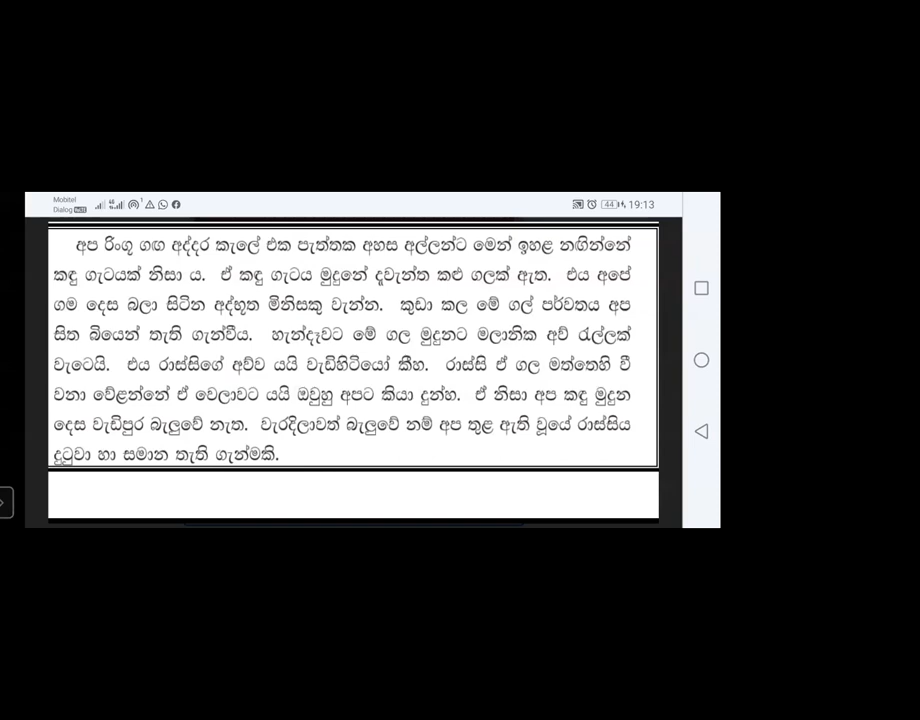 Mobitel
Dialog VoLTE
44 19:13
අප රිංගූ ගඟ අද්දර කැලේ එක පැත්තක අහස අල්ලන්ට මෙන් ඉහළ නඟින්නේ
කඳු ගැටයක් නිසා ය. ඒ කඳු ගැටය මුදුනේ දැවැන්ත කළු ගලක් ඇත. එය අපේ
ගම දෙස බලා සිටින අද්භූත මිනිසකු වැන්න. කුඩා කල මේ ගල් පර්වතය අප
සිත බියෙන් තැති ගැන්වීය. හැන්දෑවට මේ ගල මුදුනට මලානික අව් රැල්ලක්
වැටෙයි. එය රාස්සිගේ අව්ව යයි වැඩිහිටියෝ කීහ. රාස්සි ඒ ගල මත්තෙහි වී
වනා වේළන්නේ ඒ වෙලාවට යයි ඔවුහු අපට කියා දුන්හ. ඒ නිසා අප කඳු මුදුන
දෙස වැඩිපුර බැලුවේ නැත. වැරදිලාවත් බැලුවේ නම් අප තුළ ඇති වූයේ රාස්සිය
දුටුවා හා සමාන තැති ගැන්මකි.